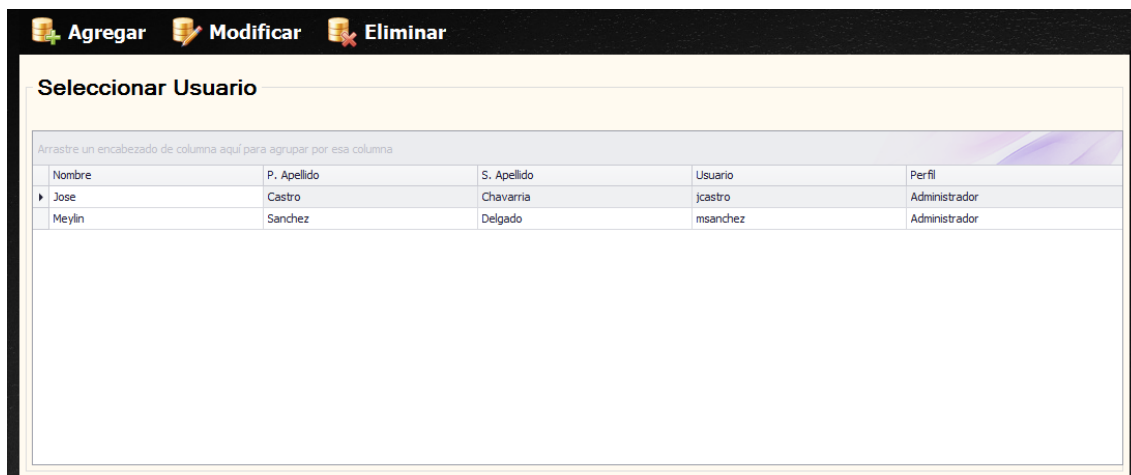 Agregar Modificar Eliminar
Seleccionar Usuario
Arrastre un encabezado de columna aquí para agrupar por esa columna
Nombre P. Apellido S. Apellido Usuario Perfil
Jose Castro Chavarria jcastro Administrador
Meylin Sanchez Delgado msanchez Administrador